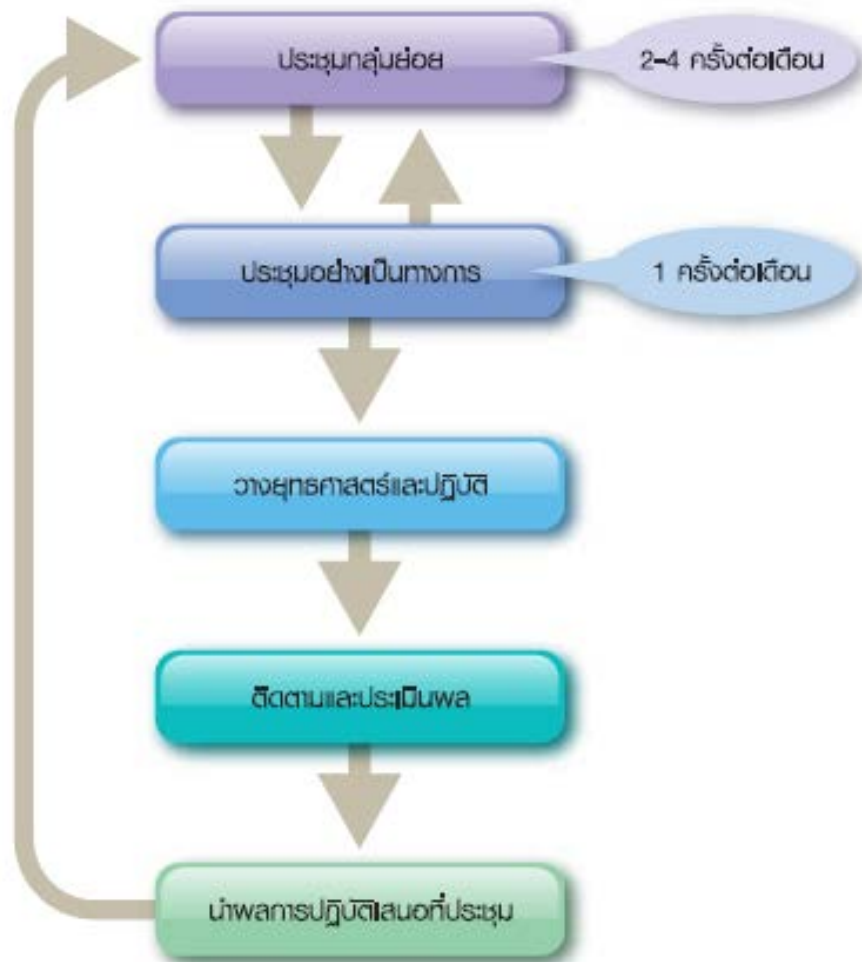 ประชุมกลุ่มย่อย
2-4 ครั้งต่อเดือน
ประชุมอย่างเป็นทางการ
1 ครั้งต่อเดือน
วางยุทธศาสตร์และปฏิบัติ
ติดตามและประเมินผล
นำผลการปฏิบัติเสนอที่ประชุม